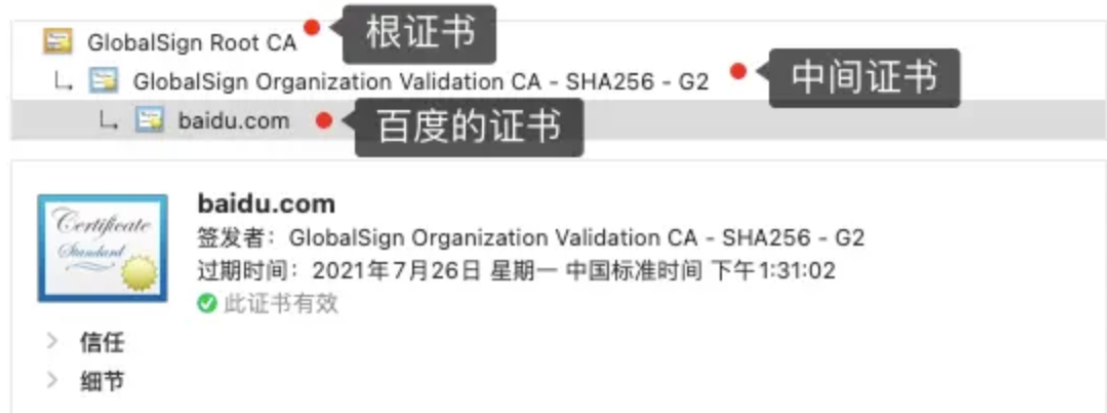 GlobalSign Root CA 根证书
GlobalSign Organization Validation CA - SHA256 - G2 中间证书
baidu.com 百度的证书
Certificate
Standard
baidu.com
签发者：GlobalSign Organization Validation CA - SHA256 - G2
过期时间：2021年7月26日 星期一 中国标准时间 下午1:31:02
此证书有效
信任
细节